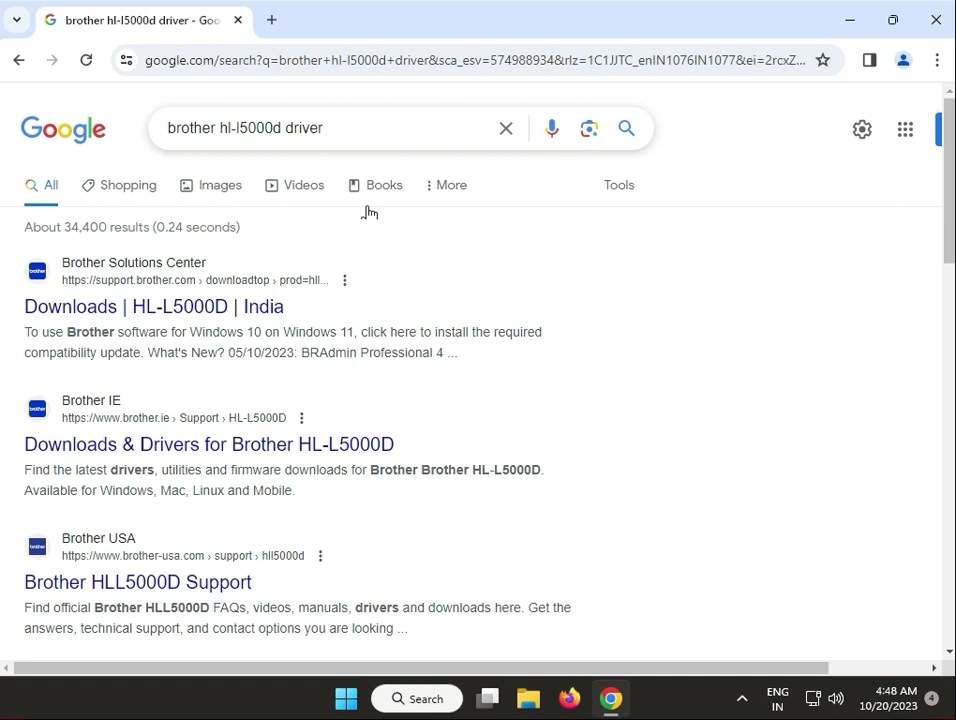 brother hl-l5000d driver - Goo
google.com/search?q=brother+hl-l5000d+driver&sca_esv=574988934&rlz=1C1JJTC_enIN1076IN1077&ei=2rcxZ...
Google
brother hl-l5000d driver
All
Shopping
Images
Videos
Books
More
Tools
About 34,400 results (0.24 seconds)
brother
Brother Solutions Center
https://support.brother.com › downloadtop › prod=hll...
Downloads | HL-L5000D | India
To use Brother software for Windows 10 on Windows 11, click here to install the required
compatibility update. What's New? 05/10/2023: BRAdmin Professional 4 ...
brother
Brother IE
https://www.brother.ie › Support › HL-L5000D
Downloads & Drivers for Brother HL-L5000D
Find the latest drivers, utilities and firmware downloads for Brother Brother HL-L5000D.
Available for Windows, Mac, Linux and Mobile.
brother
Brother USA
https://www.brother-usa.com › support › hll5000d
Brother HLL5000D Support
Find official Brother HLL5000D FAQs, videos, manuals, drivers and downloads here. Get the
answers, technical support, and contact options you are looking ...
Search
ENG
IN
4:48 AM
10/20/2023
4